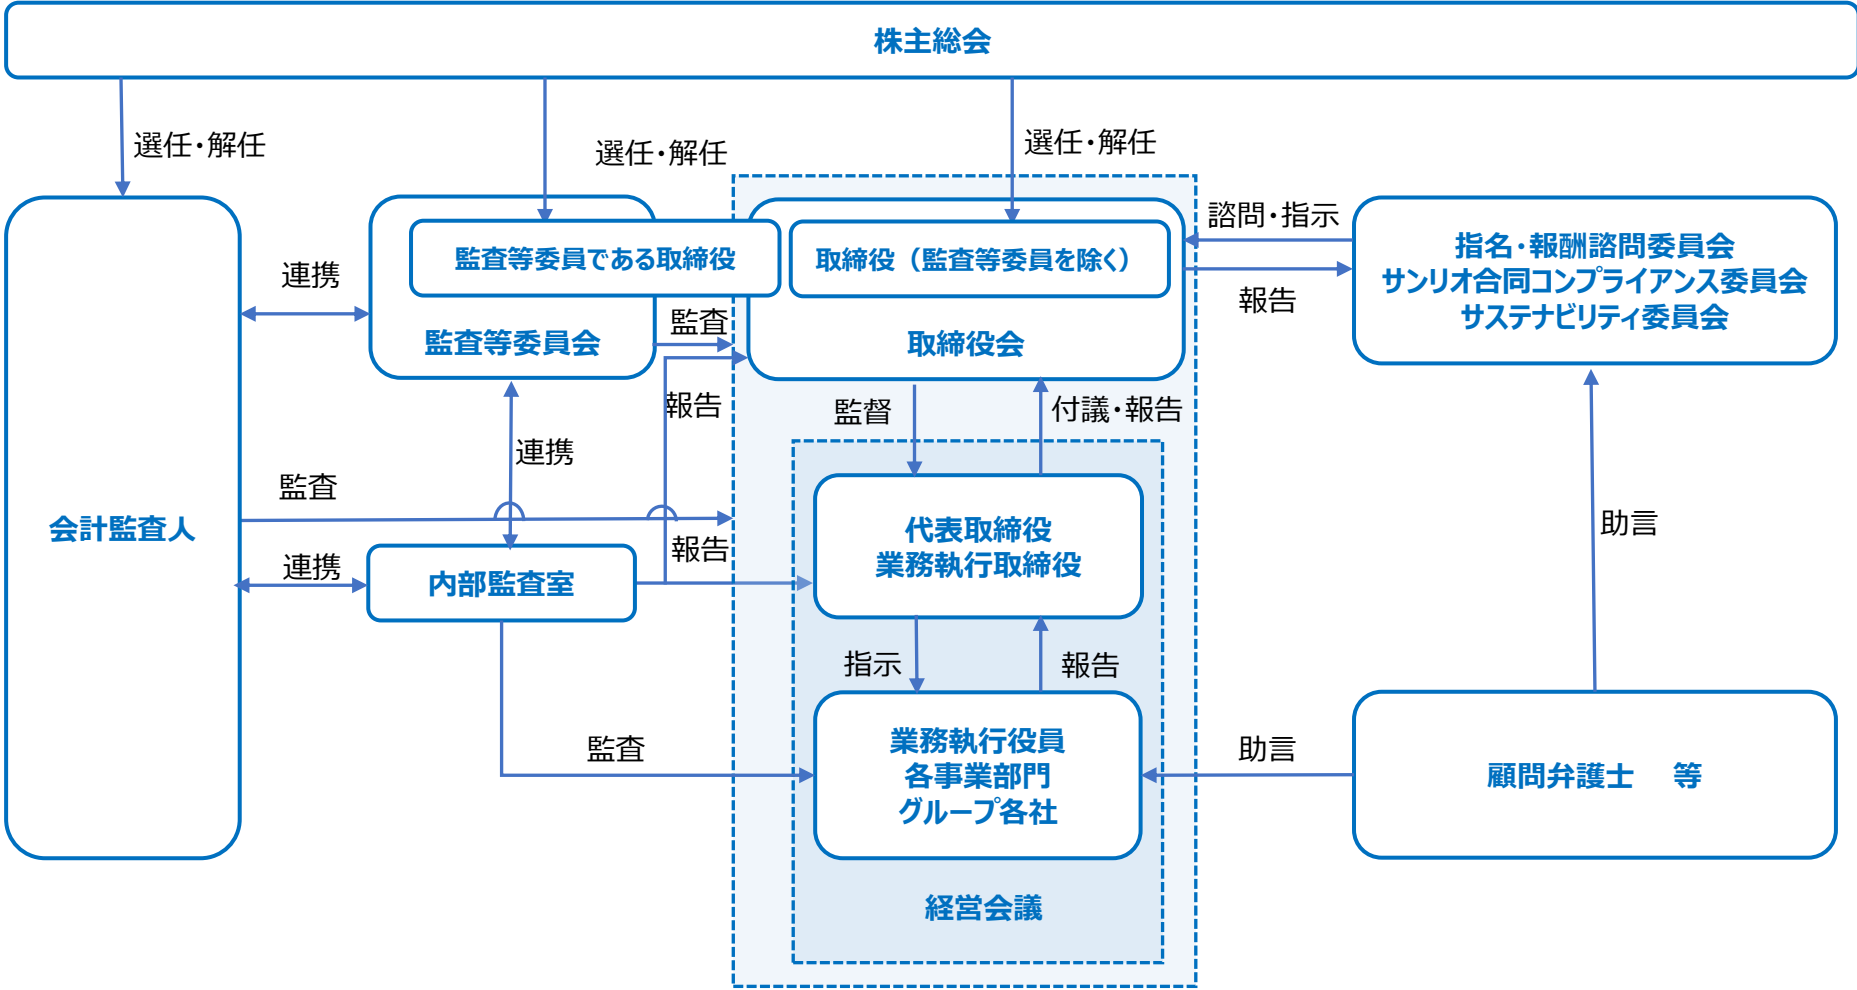 株主総会
選任・解任
選任・解任
選任・解任
監査等委員である取締役
取締役（監査等委員を除く）
諮問・指示
指名・報酬諮問委員会
サンリオ合同コンプライアンス委員会
サステナビリティ委員会
連携
報告
監査
監査等委員会
取締役会
報告
監督
付議・報告
連携
監査
会計監査人
代表取締役
業務執行取締役
助言
報告
連携
内部監査室
指示
報告
監査
業務執行役員
各事業部門
グループ各社
助言
顧問弁護士　等
経営会議